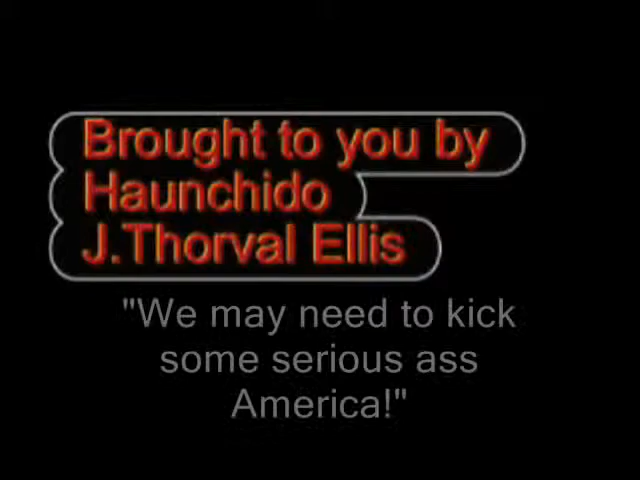 Brought to you by
Haunchido
J.Thorval Ellis
"We may need to kick
some serious ass
America!"